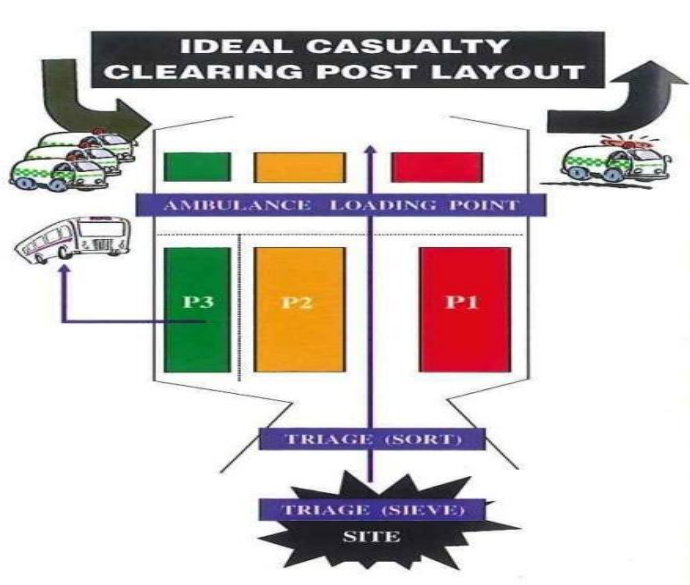 IDEAL CASUALTY
CLEARING POST LAYOUT
AMBULANCE LOADING POINT
P3
P2
P1
TRIAGE (SORT)
TRIAGE (SIEVE)
SITE